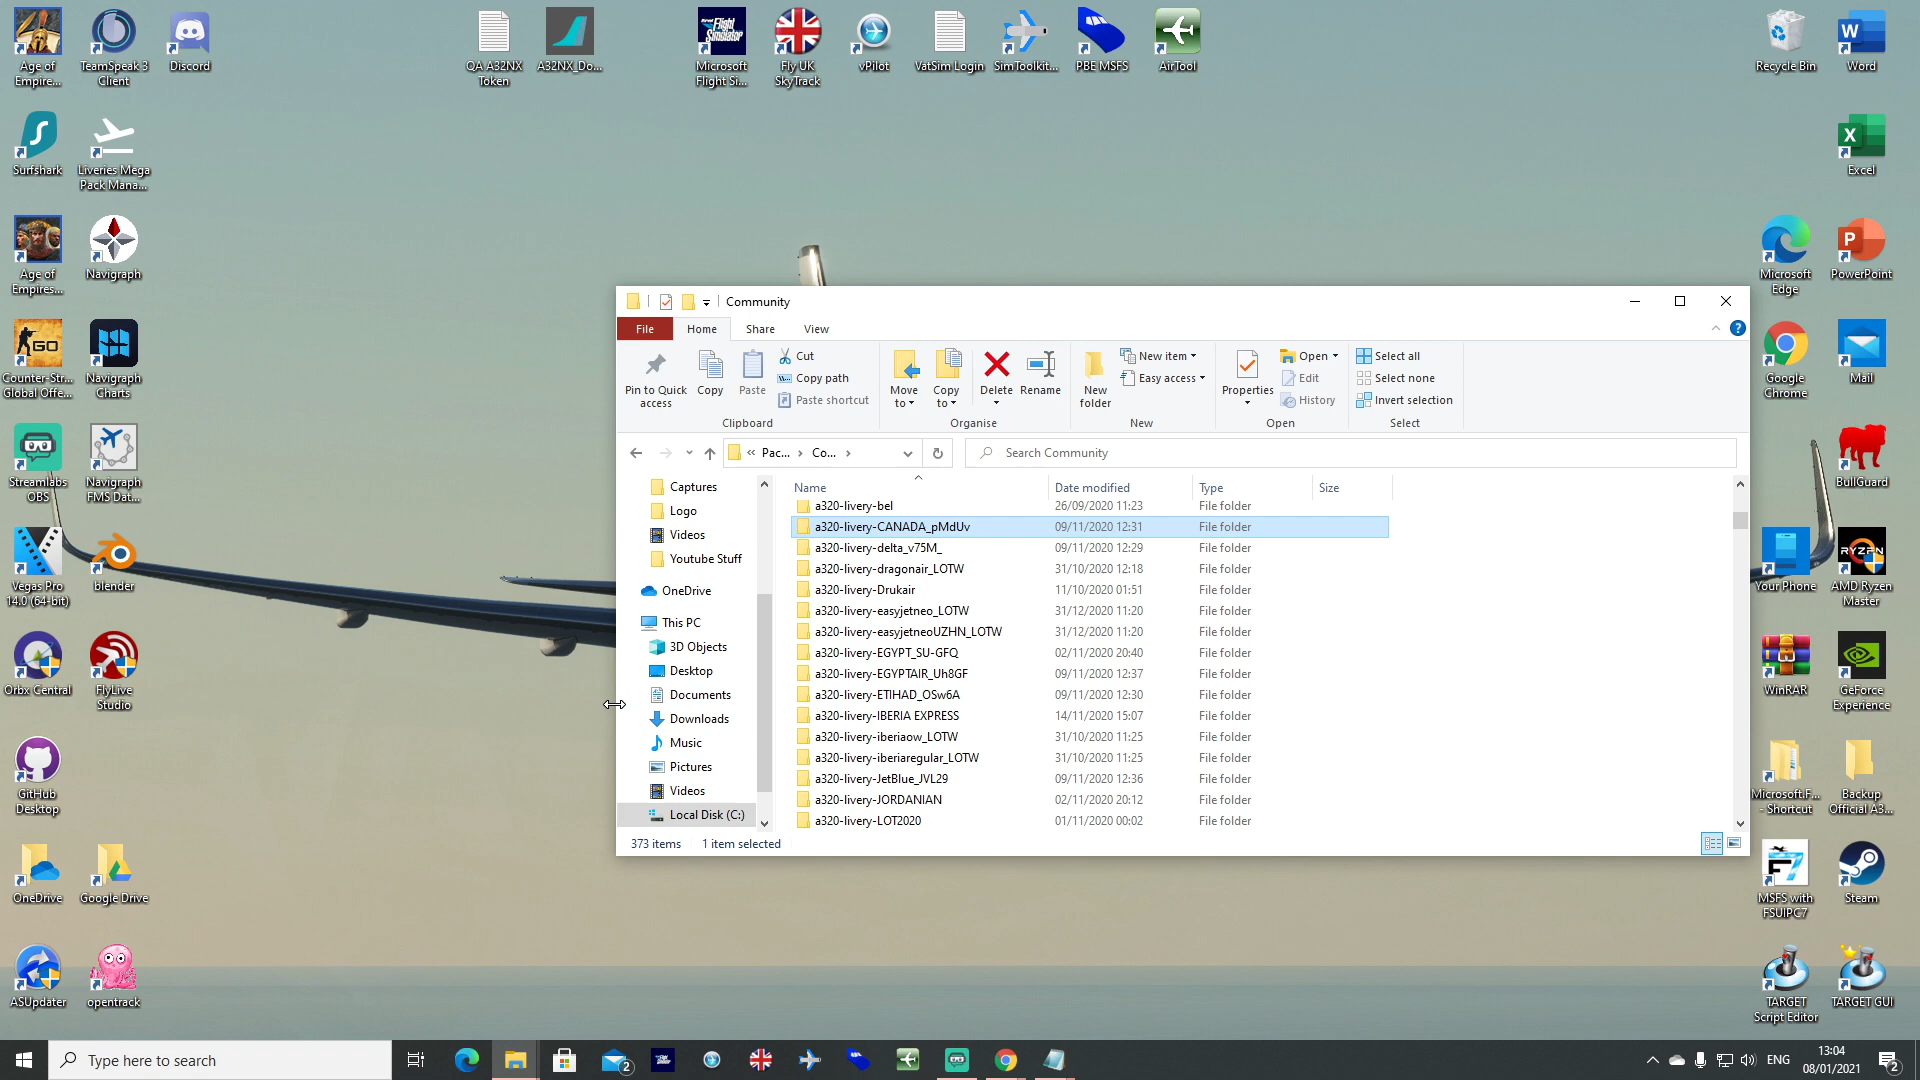 Age of
Empire...
TeamSpeak 3
Client
Discord
QA A32NX
Token
A32NX_Do...
Microsoft
Flight Si...
Fly UK
SkyTrack
vPilot
VatSim Login
SimToolkit...
PBE MSFS
AirTool
Recycle Bin
Word
Surfshark
Liveries Mega
Pack Mana...
Excel
Age of
Empires...
Navigraph
Microsoft
Edge
PowerPoint
Counter-Str...
Global Offe...
Navigraph
Charts
Google
Chrome
Mail
Streamlabs
OBS
Navigraph
FMS Dat...
BullGuard
Vegas Pro
14.0 (64-bit)
blender
Your Phone
AMD Ryzen
Master
Orbx Central
FlyLive
Studio
WinRAR
GeForce
Experience
GitHub
Desktop
Microsoft.F...
- Shortcut
Backup
Official A3...
OneDrive
Google Drive
MSFS with
FSUIPC7
Steam
ASUpdater
opentrack
TARGET
Script Editor
TARGET GUI
Community
File
Home
Share
View
Pin to Quick
access
Copy
Paste
Cut
Copy path
Paste shortcut
Clipboard
Move
to
Copy
to
Delete
Rename
Organise
New
folder
New item
Easy access
New
Properties
Open
Edit
History
Open
Select all
Select none
Invert selection
Select
« Pac... › Co... ›
Search Community
Captures
Logo
Videos
Youtube Stuff
OneDrive
This PC
3D Objects
Desktop
Documents
Downloads
Music
Pictures
Videos
Local Disk (C:)
Name Date modified Type Size
a320-livery-bel 26/09/2020 11:23 File folder
a320-livery-CANADA_pMdUv 09/11/2020 12:31 File folder
a320-livery-delta_v75M_ 09/11/2020 12:29 File folder
a320-livery-dragonair_LOTW 31/10/2020 12:18 File folder
a320-livery-Drukair 11/10/2020 01:51 File folder
a320-livery-easyjetneo_LOTW 31/12/2020 11:20 File folder
a320-livery-easyjetneoUZHN_LOTW 31/12/2020 11:20 File folder
a320-livery-EGYPT_SU-GFQ 02/11/2020 20:40 File folder
a320-livery-EGYPTAIR_Uh8GF 09/11/2020 12:37 File folder
a320-livery-ETIHAD_OSw6A 09/11/2020 12:30 File folder
a320-livery-IBERIA EXPRESS 14/11/2020 15:07 File folder
a320-livery-iberiaow_LOTW 31/10/2020 11:25 File folder
a320-livery-iberiaregular_LOTW 31/10/2020 11:25 File folder
a320-livery-JetBlue_JVL29 09/11/2020 12:36 File folder
a320-livery-JORDANIAN 02/11/2020 20:12 File folder
a320-livery-LOT2020 01/11/2020 00:02 File folder
373 items 1 item selected
Type here to search
2
ENG
13:04
08/01/2021
2